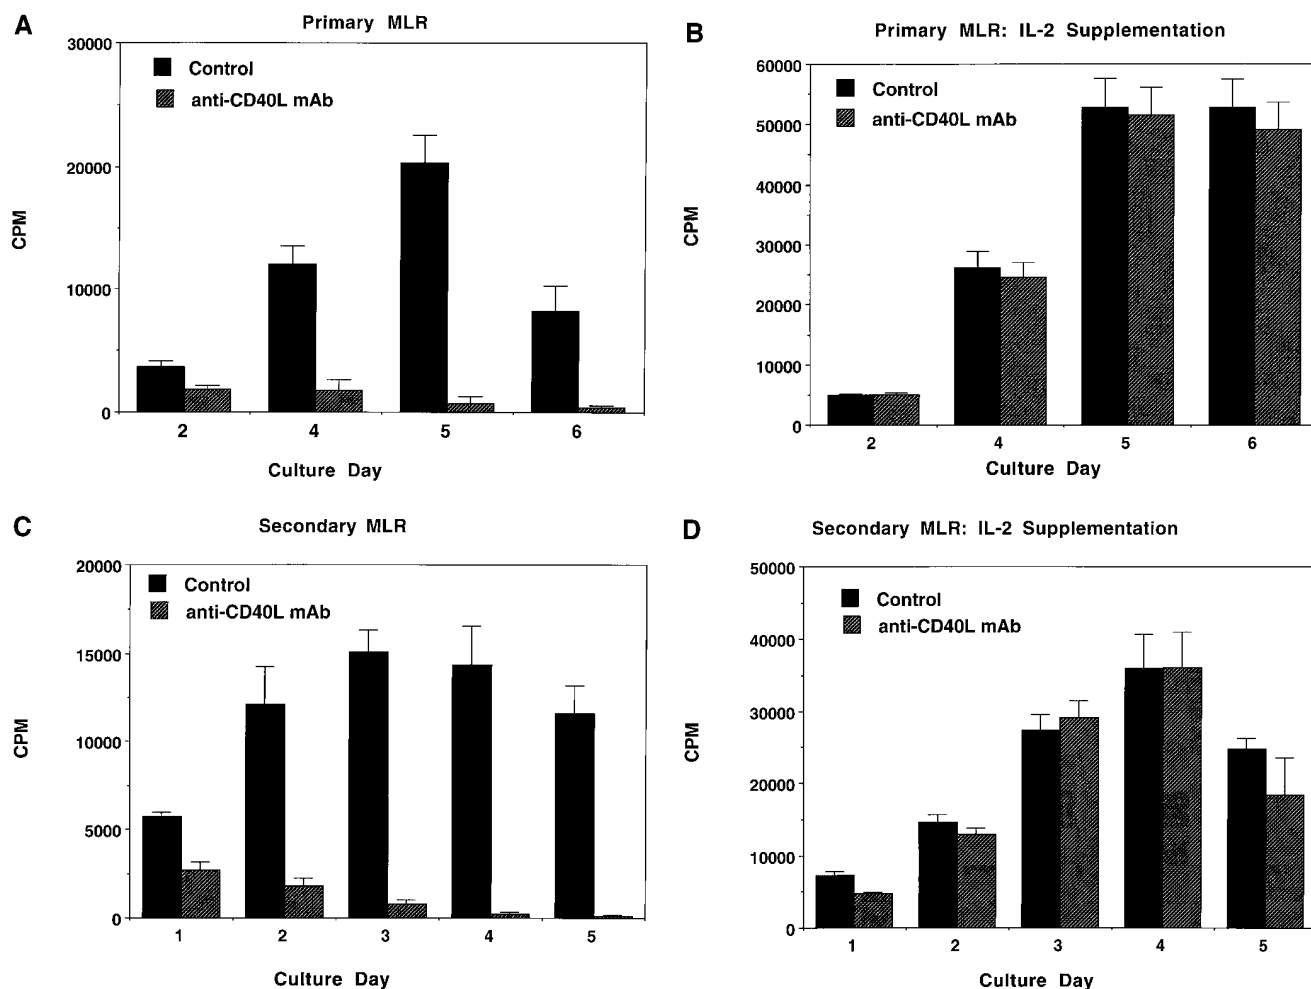 A
Primary MLR
30000
20000
10000
0
CPM
Control
anti-CD40L mAb
2 4 5 6
Culture Day
B
Primary MLR: IL-2 Supplementation
60000
50000
40000
30000
20000
10000
0
CPM
Control
anti-CD40L mAb
2 4 5 6
Culture Day
C
Secondary MLR
20000
15000
10000
5000
0
CPM
Control
anti-CD40L mAb
1 2 3 4 5
Culture Day
D
Secondary MLR: IL-2 Supplementation
50000
40000
30000
20000
10000
0
CPM
Control
anti-CD40L mAb
1 2 3 4 5
Culture Day